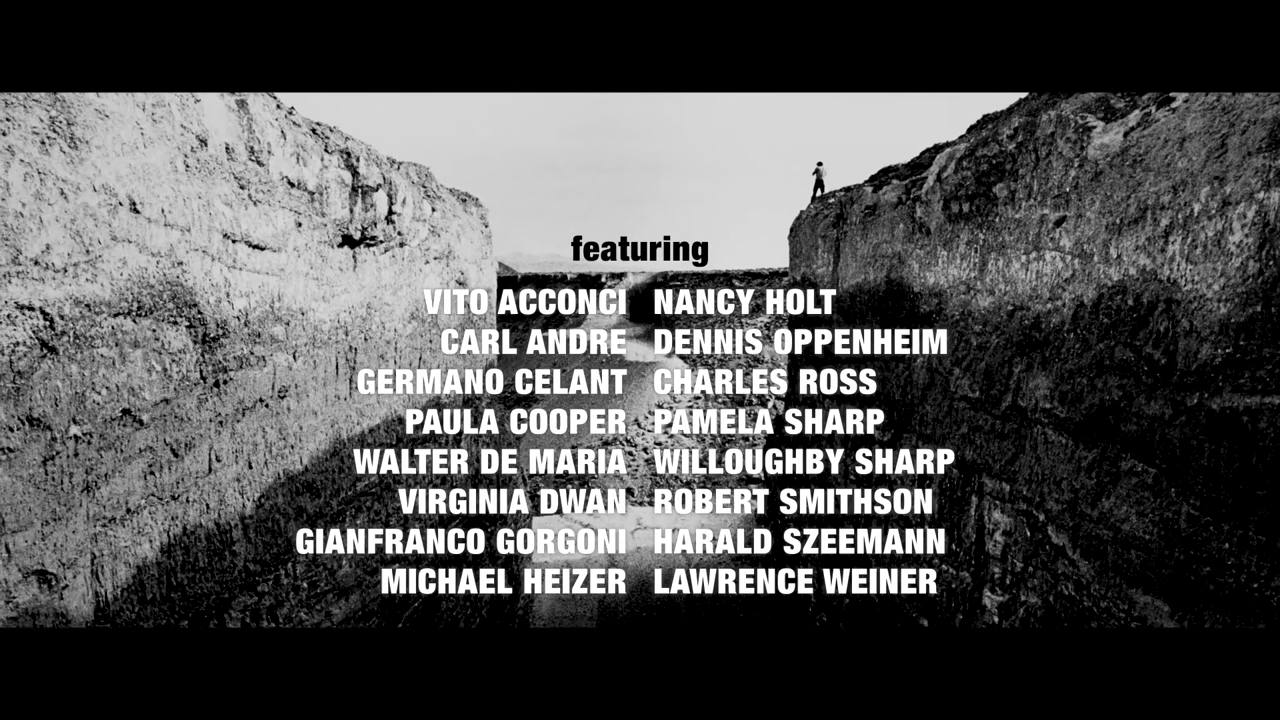 featuring
VITO ACCONCI NANCY HOLT
CARL ANDRE DENNIS OPPENHEIM
GERMANO CELANT CHARLES ROSS
PAULA COOPER PAMELA SHARP
WALTER DE MARIA WILLOUGHBY SHARP
VIRGINIA DWAN ROBERT SMITHSON
GIANFRANCO GORGONI HARALD SZEEMANN
MICHAEL HEIZER LAWRENCE WEINER